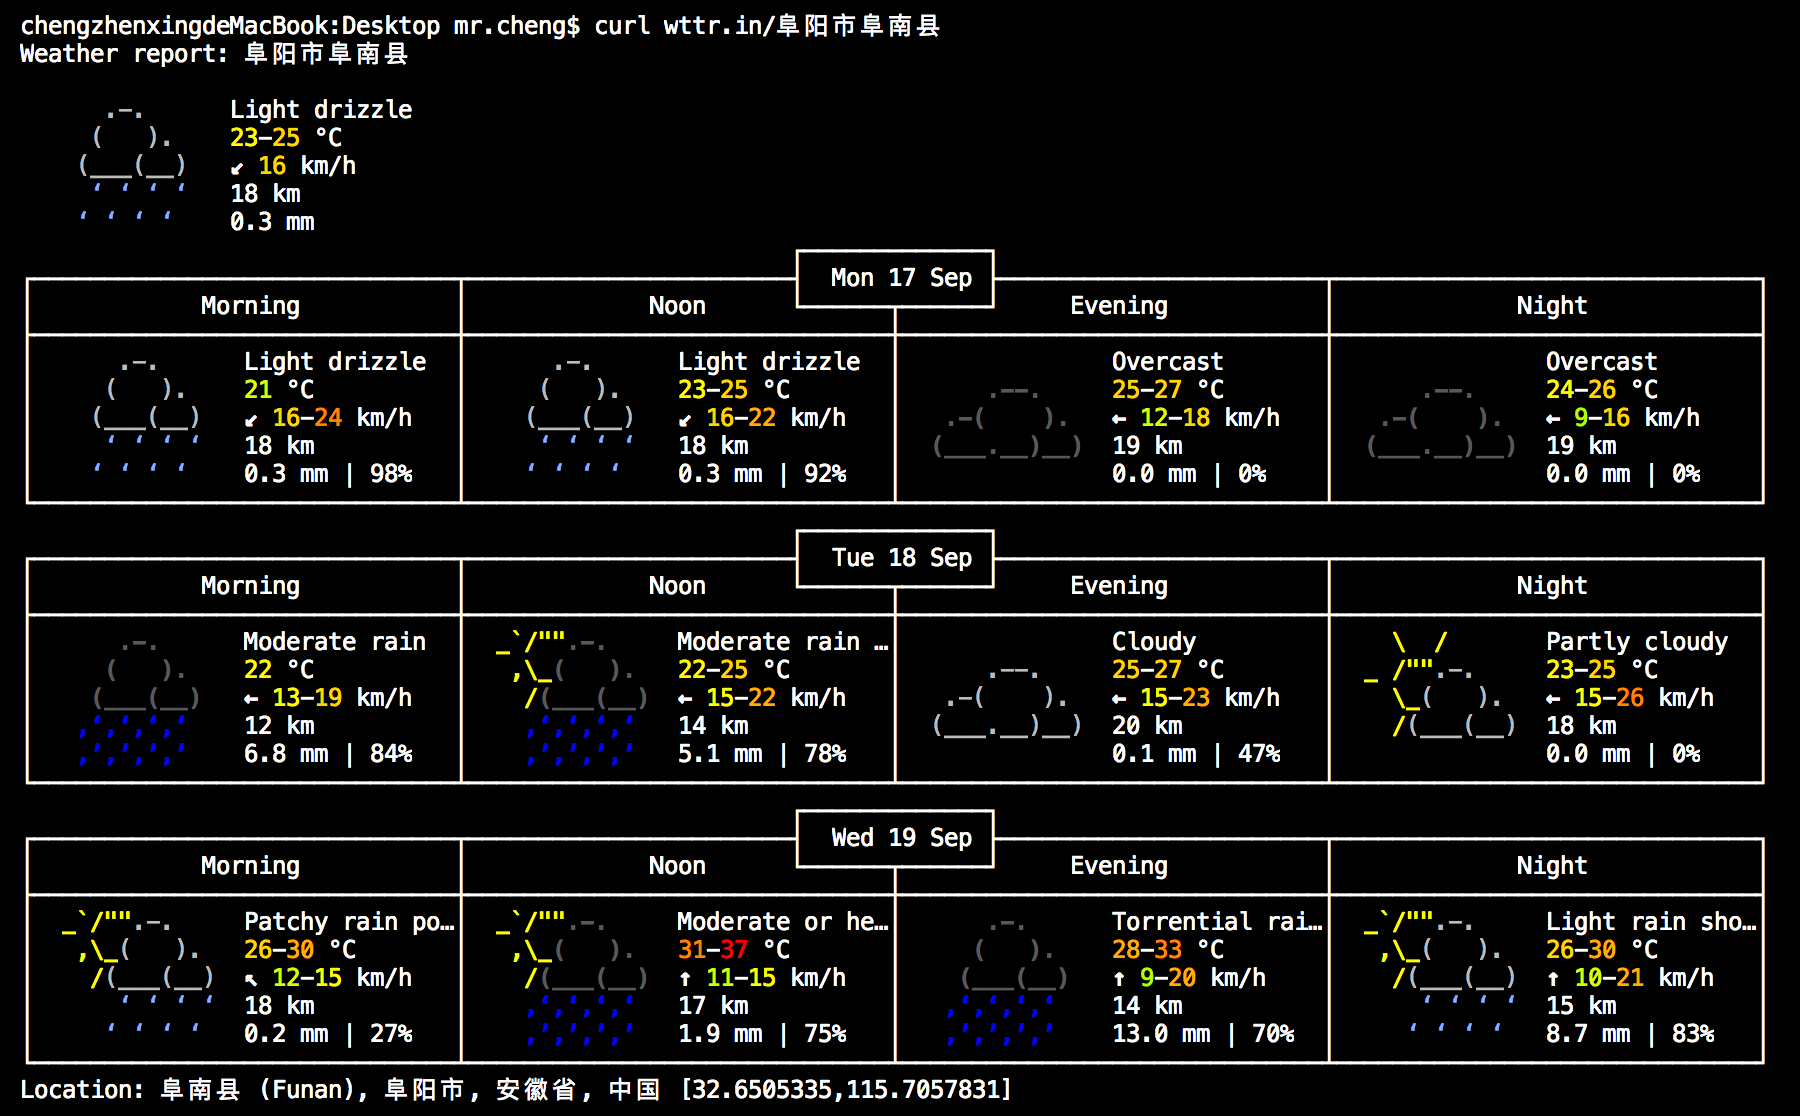 chengzhenxingdeMacBook:Desktop mr.cheng$ curl wttr.in/阜阳市阜南县
Weather report: 阜阳市阜南县
Light drizzle
23–25 °C
↙ 16 km/h
18 km
0.3 mm
Mon 17 Sep
Morning Noon Evening Night
Light drizzle Light drizzle Overcast Overcast
21 °C 23–25 °C 25–27 °C 24–26 °C
↙ 16–24 km/h ↙ 16–22 km/h ← 12–18 km/h ← 9–16 km/h
18 km 18 km 19 km 19 km
0.3 mm | 98% 0.3 mm | 92% 0.0 mm | 0% 0.0 mm | 0%
Tue 18 Sep
Morning Noon Evening Night
Moderate rain Moderate rain … Cloudy Partly cloudy
22 °C 22–25 °C 25–27 °C 23–25 °C
← 13–19 km/h ← 15–22 km/h ← 15–23 km/h ← 15–26 km/h
12 km 14 km 20 km 18 km
6.8 mm | 84% 5.1 mm | 78% 0.1 mm | 47% 0.0 mm | 0%
Wed 19 Sep
Morning Noon Evening Night
Patchy rain po… Moderate or he… Torrential rai… Light rain sho…
26–30 °C 31–37 °C 28–33 °C 26–30 °C
↖ 12–15 km/h ↑ 11–15 km/h ↑ 9–20 km/h ↑ 10–21 km/h
18 km 17 km 14 km 15 km
0.2 mm | 27% 1.9 mm | 75% 13.0 mm | 70% 8.7 mm | 83%
Location: 阜南县 (Funan), 阜阳市, 安徽省, 中国 [32.6505335,115.7057831]